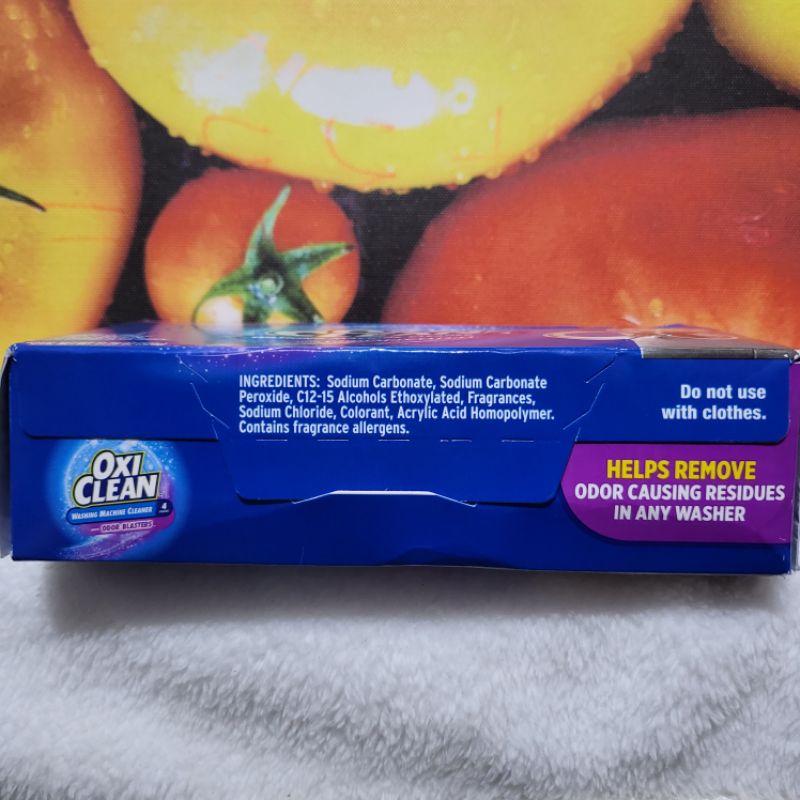 INGREDIENTS: Sodium Carbonate, Sodium Carbonate
Peroxide, C12-15 Alcohols Ethoxylated, Fragrances,
Sodium Chloride, Colorant, Acrylic Acid Homopolymer.
Contains fragrance allergens.
Do not use
with clothes.
OXI
CLEAN
WASHING MACHINE CLEANER 4
ODOR BLASTERS
HELPS REMOVE
ODOR CAUSING RESIDUES
IN ANY WASHER